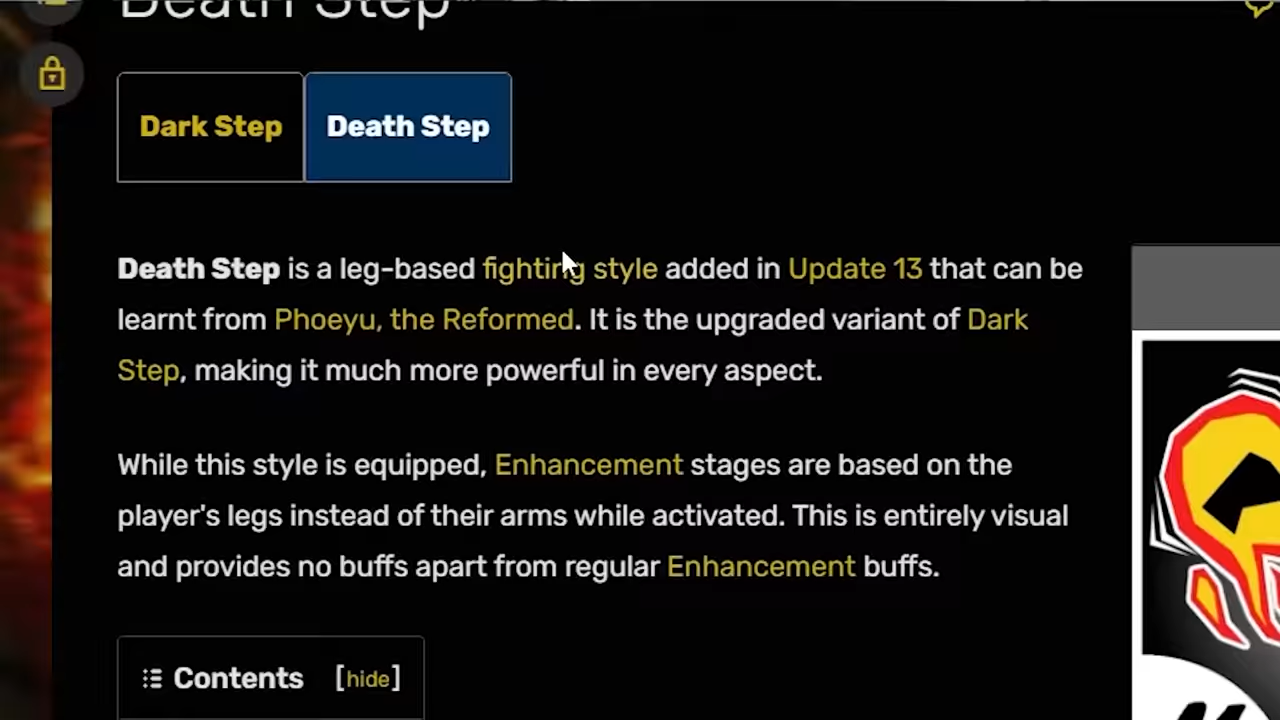 Death Step
Dark Step
Death Step
Death Step is a leg-based fighting style added in Update 13 that can be
learnt from Phoeyu, the Reformed. It is the upgraded variant of Dark
Step, making it much more powerful in every aspect.
While this style is equipped, Enhancement stages are based on the
player's legs instead of their arms while activated. This is entirely visual
and provides no buffs apart from regular Enhancement buffs.
Contents [hide]